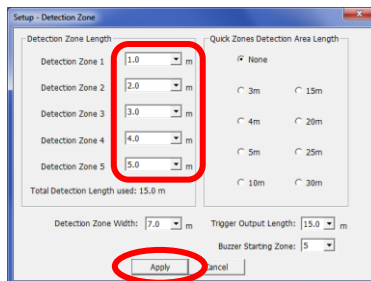 Setup - Detection Zone
Detection Zone Length
Detection Zone 1 1.0 m
Detection Zone 2 2.0 m
Detection Zone 3 3.0 m
Detection Zone 4 4.0 m
Detection Zone 5 5.0 m
Total Detection Length used: 15.0 m
Quick Zones Detection Area Length
None
3m 15m
4m 20m
5m 25m
10m 30m
Detection Zone Width: 7.0 m
Trigger Output Length: 15.0 m
Buzzer Starting Zone: 5
Apply
Cancel